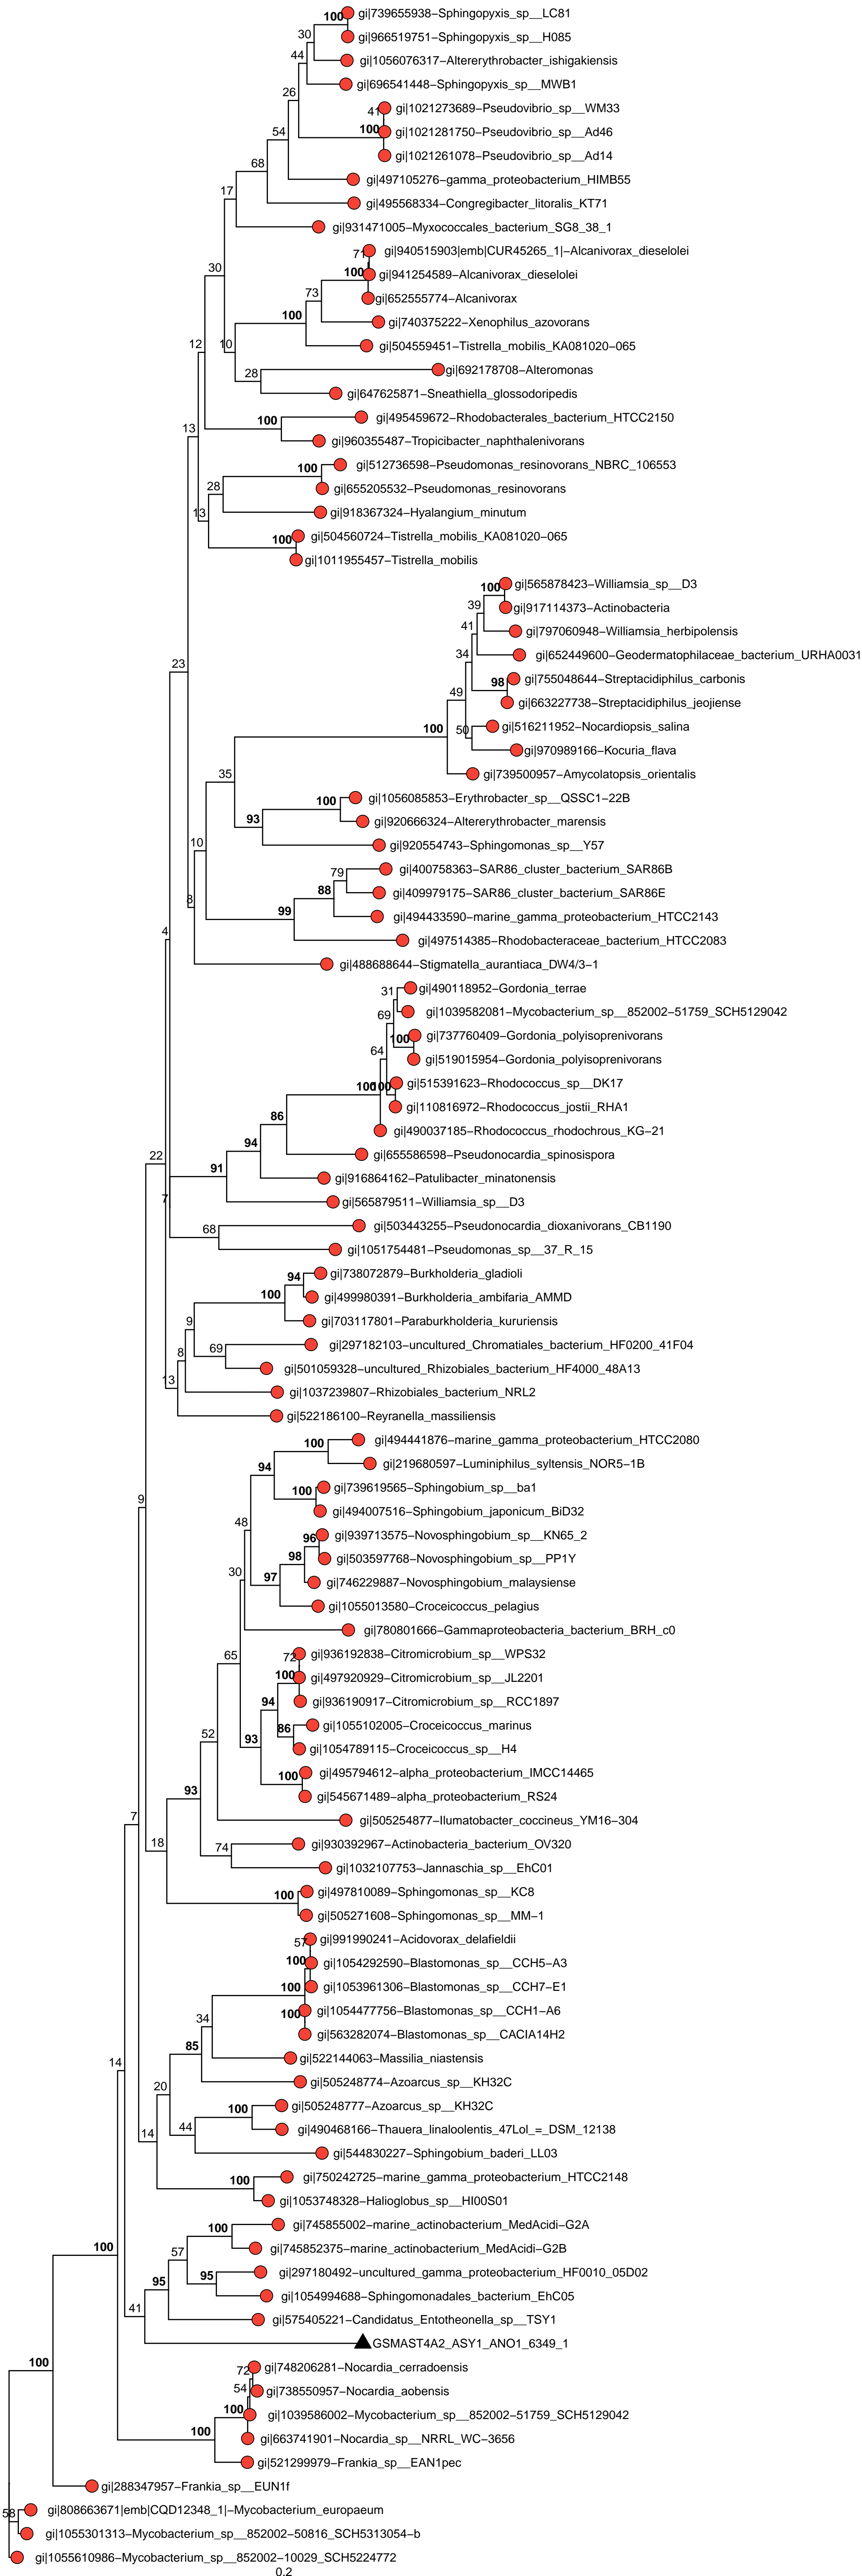 100
gi|739655938−Sphingopyxis_sp__LC81
30
gi|966519751−Sphingopyxis_sp__H085
44
gi|1056076317−Altererythrobacter_ishigakiensis
gi|696541448−Sphingopyxis_sp__MWB1
26
41
gi|1021273689−Pseudovibrio_sp__WM33
54
100
gi|1021281750−Pseudovibrio_sp__Ad46
gi|1021261078−Pseudovibrio_sp__Ad14
68
gi|497105276−gamma_proteobacterium_HIMB55
17
gi|495568334−Congregibacter_litoralis_KT71
gi|931471005−Myxococcales_bacterium_SG8_38_1
71
gi|940515903|emb|CUR45265_1|−Alcanivorax_dieselolei
30
100
gi|941254589−Alcanivorax_dieselolei
73
gi|652555774−Alcanivorax
100
gi|740375222−Xenophilus_azovorans
12
10
gi|504559451−Tistrella_mobilis_KA081020−065
28
gi|692178708−Alteromonas
gi|647625871−Sneathiella_glossodoripedis
100
gi|495459672−Rhodobacterales_bacterium_HTCC2150
13
gi|960355487−Tropicibacter_naphthalenivorans
100
gi|512736598−Pseudomonas_resinovorans_NBRC_106553
28
gi|655205532−Pseudomonas_resinovorans
13
gi|918367324−Hyalangium_minutum
100
gi|504560724−Tistrella_mobilis_KA081020−065
gi|1011955457−Tistrella_mobilis
100
gi|565878423−Williamsia_sp__D3
39
gi|917114373−Actinobacteria
41
gi|797060948−Williamsia_herbipolensis
34
gi|652449600−Geodermatophilaceae_bacterium_URHA0031
23
98
gi|755048644−Streptacidiphilus_carbonis
49
gi|663227738−Streptacidiphilus_jeojiense
100
50
gi|516211952−Nocardiopsis_salina
gi|970989166−Kocuria_flava
35
gi|739500957−Amycolatopsis_orientalis
100
gi|1056085853−Erythrobacter_sp__QSSC1−22B
93
gi|920666324−Altererythrobacter_marensis
10
gi|920554743−Sphingomonas_sp__Y57
79
gi|400758363−SAR86_cluster_bacterium_SAR86B
8
88
gi|409979175−SAR86_cluster_bacterium_SAR86E
99
gi|494433590−marine_gamma_proteobacterium_HTCC2143
4
gi|497514385−Rhodobacteraceae_bacterium_HTCC2083
gi|488688644−Stigmatella_aurantiaca_DW4/3−1
31
gi|490118952−Gordonia_terrae
69
gi|1039582081−Mycobacterium_sp__852002−51759_SCH5129042
100
gi|737760409−Gordonia_polyisoprenivorans
64
gi|519015954−Gordonia_polyisoprenivorans
100
100
gi|515391623−Rhodococcus_sp__DK17
86
gi|110816972−Rhodococcus_jostii_RHA1
94
gi|490037185−Rhodococcus_rhodochrous_KG−21
22
91
gi|655586598−Pseudonocardia_spinosispora
gi|916864162−Patulibacter_minatonensis
7
gi|565879511−Williamsia_sp__D3
68
gi|503443255−Pseudonocardia_dioxanivorans_CB1190
gi|1051754481−Pseudomonas_sp__37_R_15
94
gi|738072879−Burkholderia_gladioli
100
gi|499980391−Burkholderia_ambifaria_AMMD
9
gi|703117801−Paraburkholderia_kururiensis
69
gi|297182103−uncultured_Chromatiales_bacterium_HF0200_41F04
8
gi|501059328−uncultured_Rhizobiales_bacterium_HF4000_48A13
13
gi|1037239807−Rhizobiales_bacterium_NRL2
gi|522186100−Reyranella_massiliensis
100
gi|494441876−marine_gamma_proteobacterium_HTCC2080
94
gi|219680597−Luminiphilus_syltensis_NOR5−1B
9
100
gi|739619565−Sphingobium_sp__ba1
48
gi|494007516−Sphingobium_japonicum_BiD32
96
gi|939713575−Novosphingobium_sp__KN65_2
98
gi|503597768−Novosphingobium_sp__PP1Y
30
97
gi|746229887−Novosphingobium_malaysiense
gi|1055013580−Croceicoccus_pelagius
gi|780801666−Gammaproteobacteria_bacterium_BRH_c0
65
72
gi|936192838−Citromicrobium_sp__WPS32
100
gi|497920929−Citromicrobium_sp__JL2201
94
gi|936190917−Citromicrobium_sp__RCC1897
52
93
86
gi|1055102005−Croceicoccus_marinus
gi|1054789115−Croceicoccus_sp__H4
100
gi|495794612−alpha_proteobacterium_IMCC14465
93
gi|545671489−alpha_proteobacterium_RS24
7
gi|505254877−Ilumatobacter_coccineus_YM16−304
18
74
gi|930392967−Actinobacteria_bacterium_OV320
gi|1032107753−Jannaschia_sp__EhC01
100
gi|497810089−Sphingomonas_sp__KC8
gi|505271608−Sphingomonas_sp__MM−1
57
gi|991990241−Acidovorax_delafieldii
100
gi|1054292590−Blastomonas_sp__CCH5−A3
100
gi|1053961306−Blastomonas_sp__CCH7−E1
34
100
gi|1054477756−Blastomonas_sp__CCH1−A6
gi|563282074−Blastomonas_sp__CACIA14H2
14
85
gi|522144063−Massilia_niastensis
20
gi|505248774−Azoarcus_sp__KH32C
100
gi|505248777−Azoarcus_sp__KH32C
14
44
gi|490468166−Thauera_linaloolentis_47Lol_=_DSM_12138
gi|544830227−Sphingobium_baderi_LL03
100
gi|750242725−marine_gamma_proteobacterium_HTCC2148
gi|1053748328−Halioglobus_sp__HI00S01
100
100
gi|745855002−marine_actinobacterium_MedAcidi−G2A
57
gi|745852375−marine_actinobacterium_MedAcidi−G2B
95
95
gi|297180492−uncultured_gamma_proteobacterium_HF0010_05D02
41
gi|1054994688−Sphingomonadales_bacterium_EhC05
gi|575405221−Candidatus_Entotheonella_sp__TSY1
GSMAST4A2_ASY1_ANO1_6349_1
100
72
gi|748206281−Nocardia_cerradoensis
54
gi|738550957−Nocardia_aobensis
100
gi|1039586002−Mycobacterium_sp__852002−51759_SCH5129042
100
gi|663741901−Nocardia_sp__NRRL_WC−3656
gi|521299979−Frankia_sp__EAN1pec
gi|288347957−Frankia_sp__EUN1f
58
gi|808663671|emb|CQD12348_1|−Mycobacterium_europaeum
gi|1055301313−Mycobacterium_sp__852002−50816_SCH5313054−b
gi|1055610986−Mycobacterium_sp__852002−10029_SCH5224772
0.2